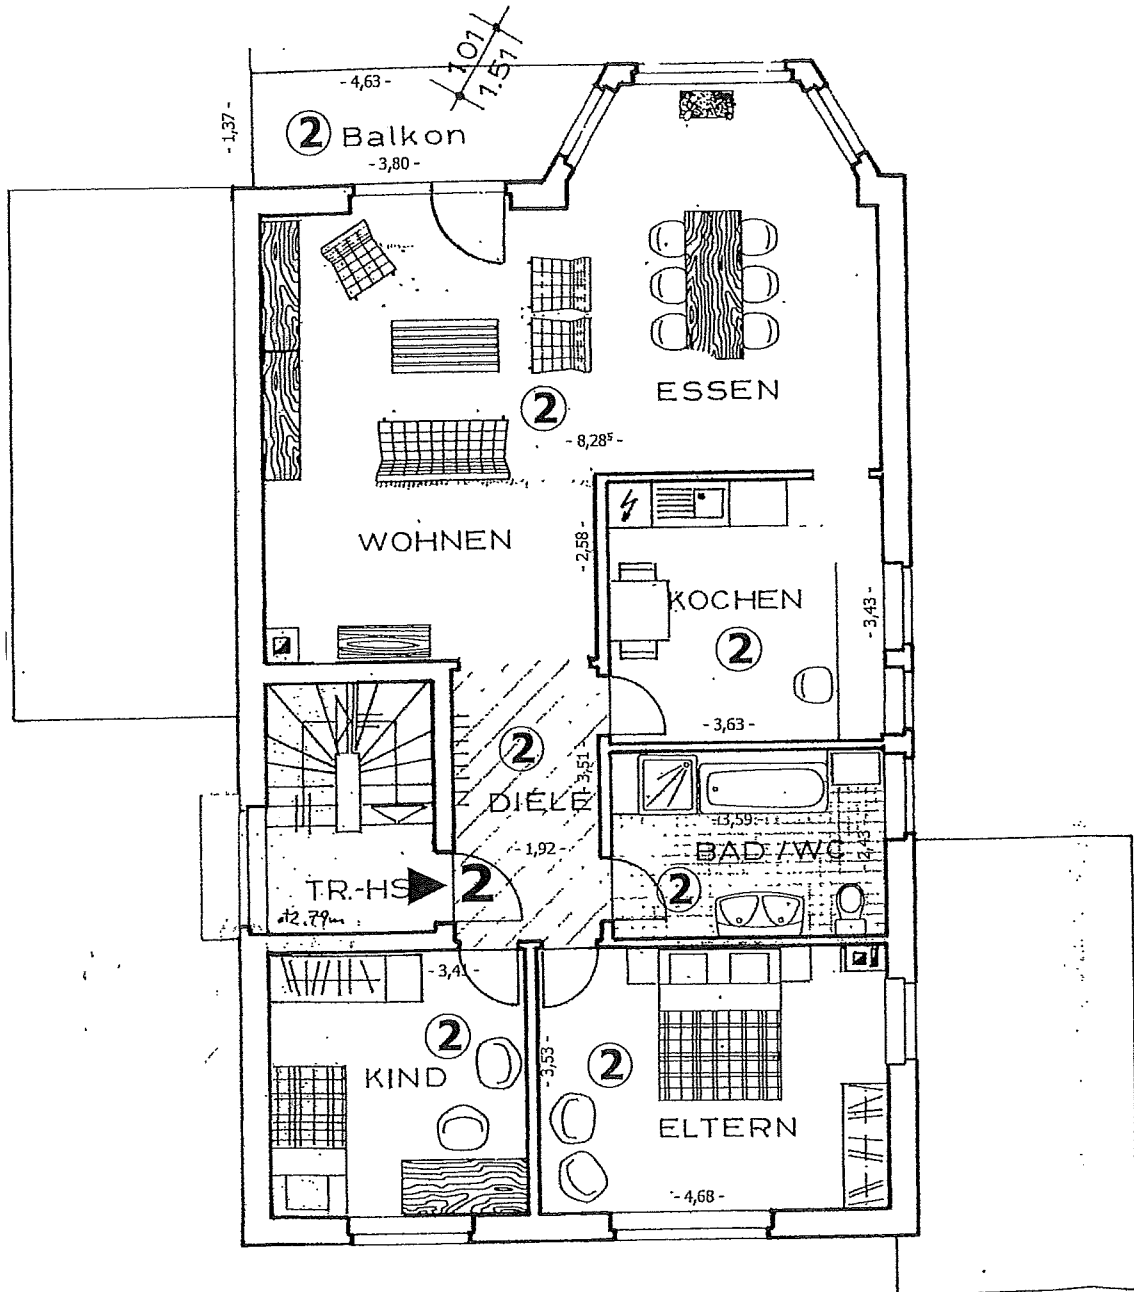 1.01
1.51
- 4,63 -
- 1,37 -
2 Balkon
- 3,80 -
ESSEN
2
- 8,28⁵ -
WOHNEN
- 2,58 -
KOCHEN
- 3,43 -
2
- 3,63 -
2
- 3,51 -
DIELE
- 1,92 -
- 3,59 -
BAD/WC
- 2,43 -
2
TR.-HS
2
+2.79m
- 3,41 -
2
KIND
- 3,53 -
2
ELTERN
- 4,68 -